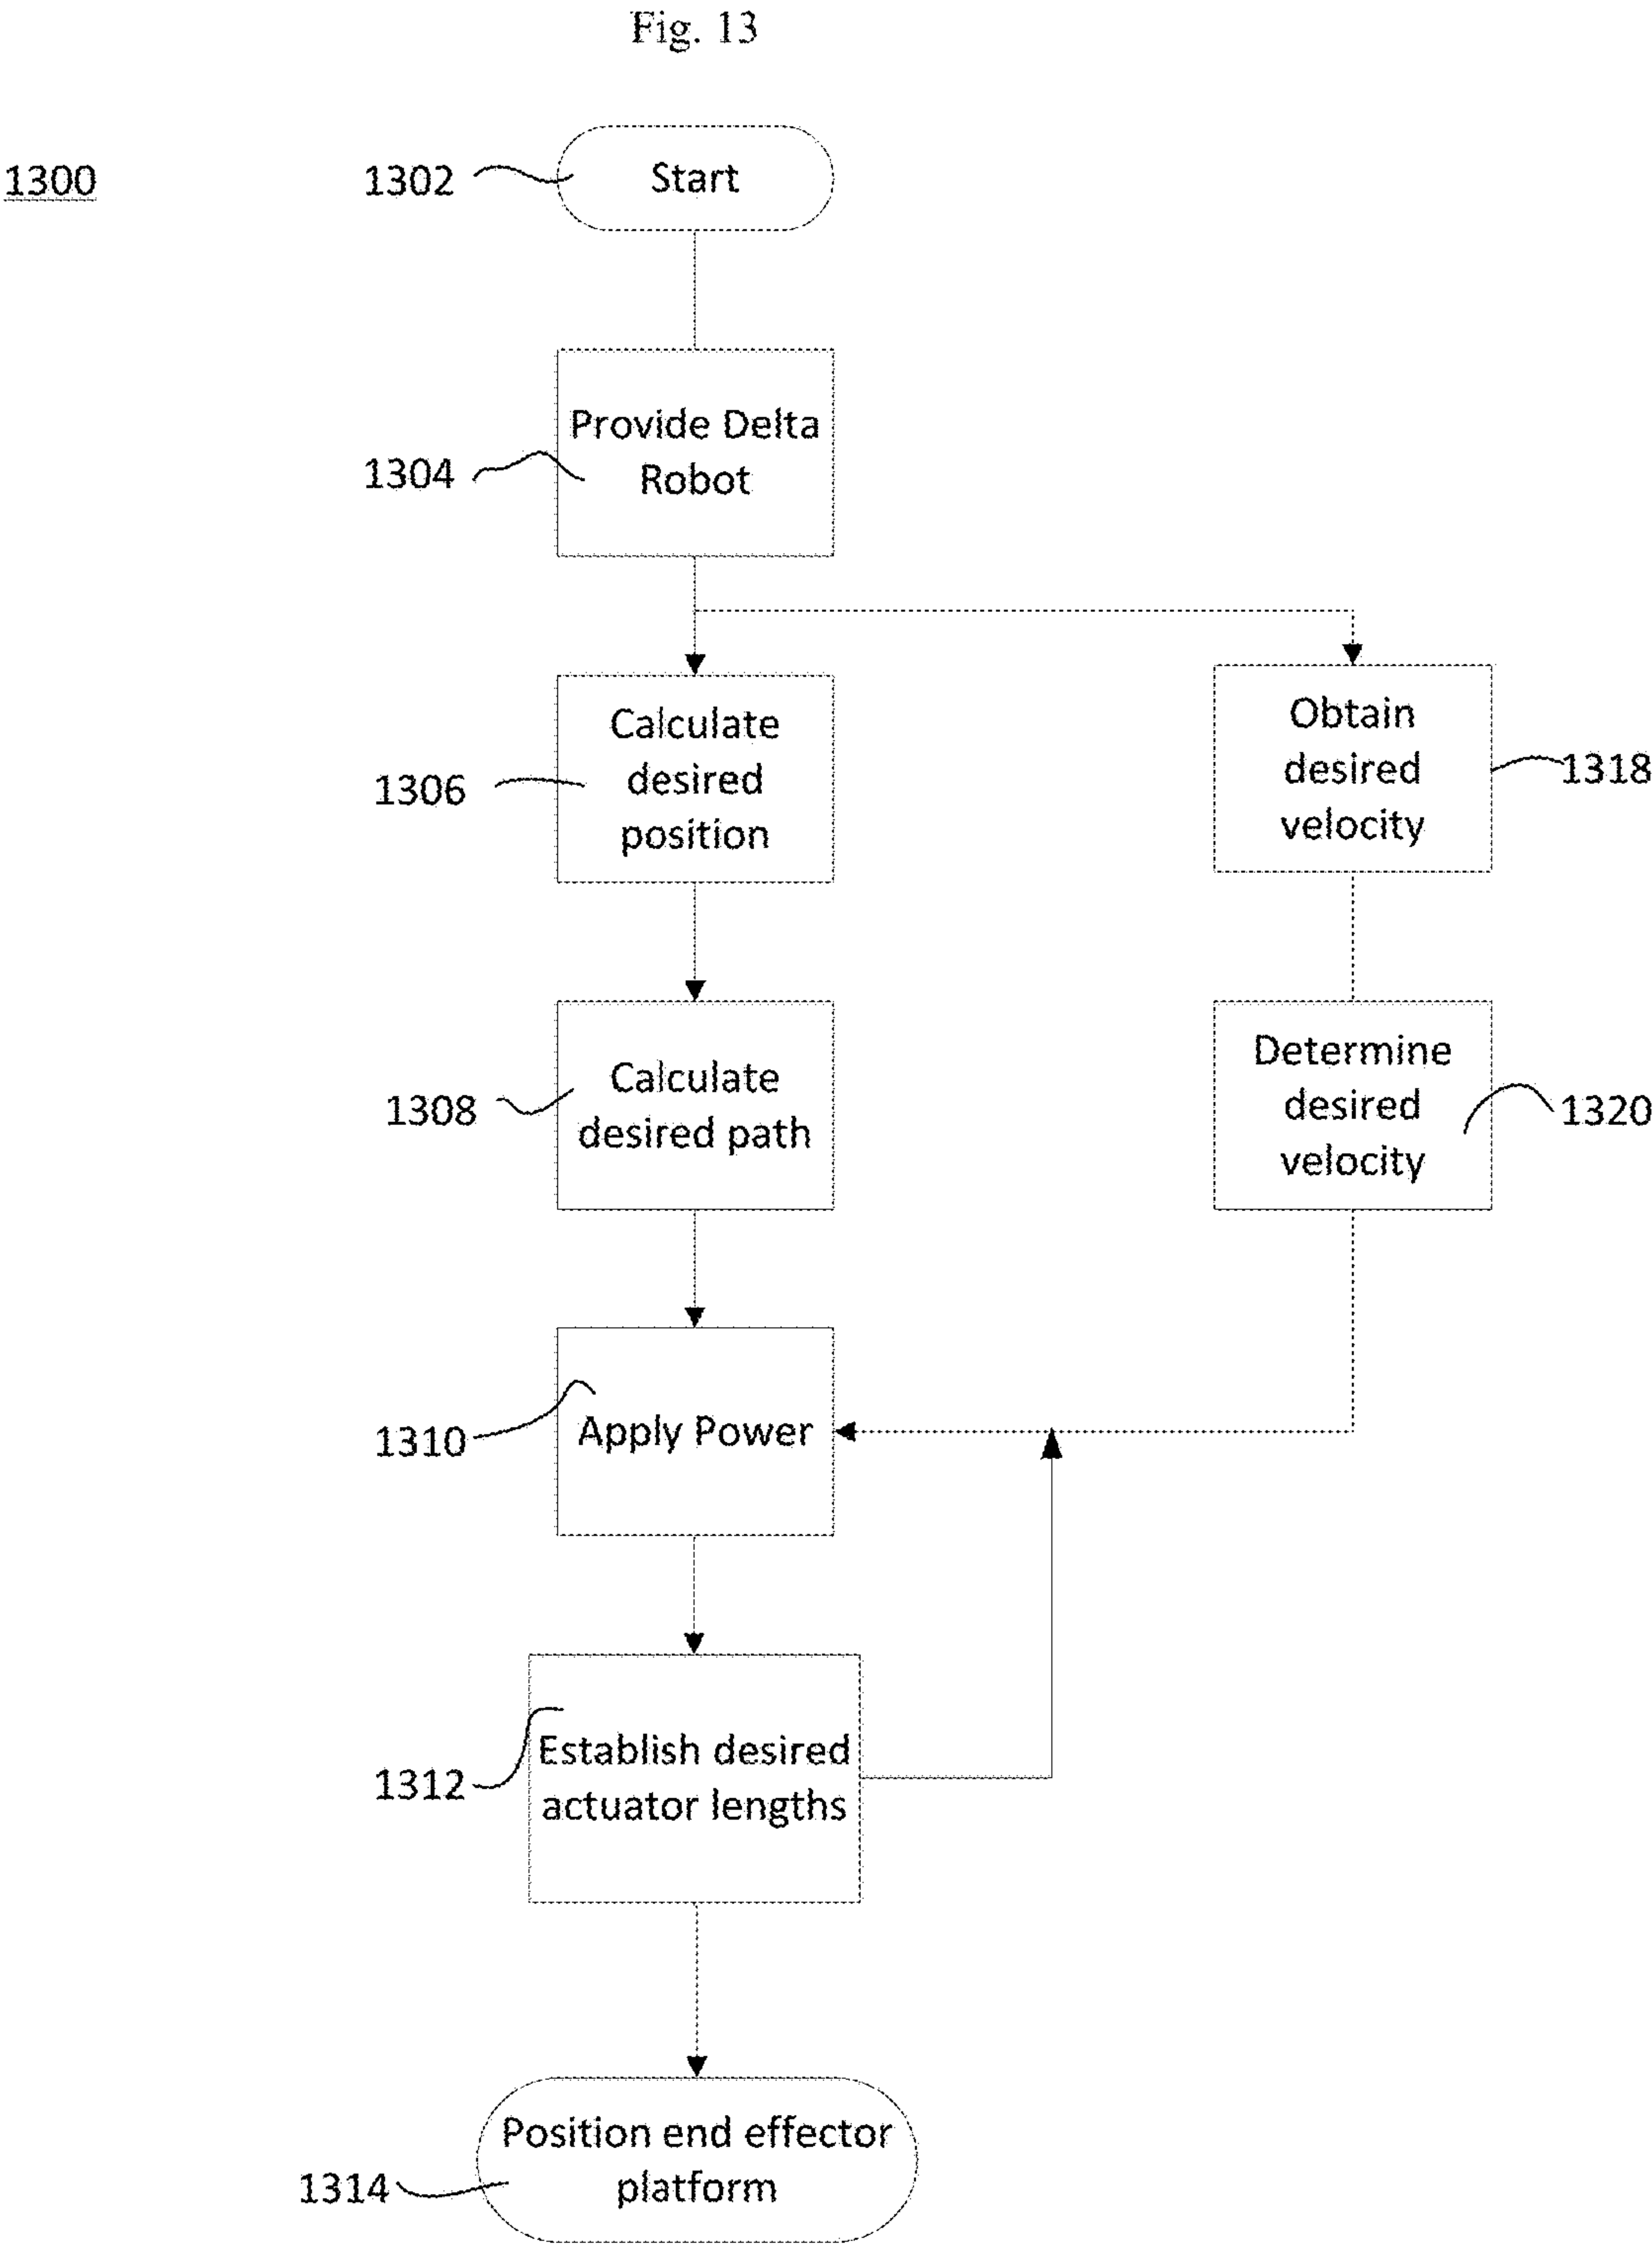 Fig. 13
1300
1302
Start
Provide Delta
Robot
1304
Calculate
desired
position
1306
Obtain
desired
velocity
1318
Calculate
desired path
1308
Determine
desired
velocity
1320
Apply Power
1310
Establish desired
actuator lengths
1312
Position end effector
platform
1314